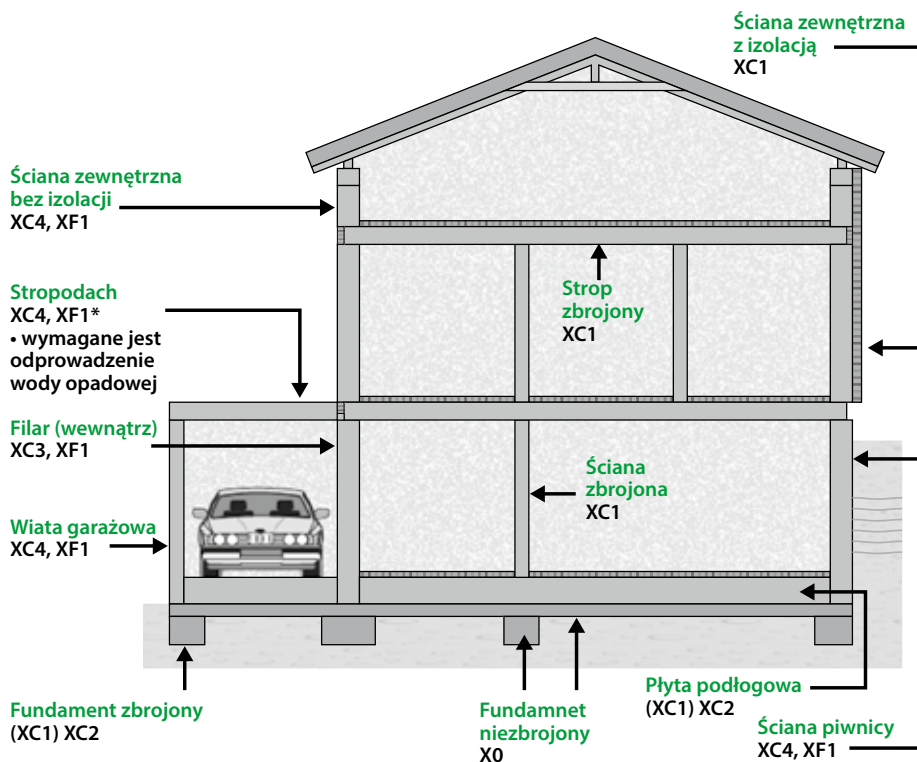 Ściana zewnętrzna
z izolacją
XC1
Ściana zewnętrzna
bez izolacji
XC4, XF1
Stropodach
XC4, XF1*
• wymagane jest
odprowadzenie
wody opadowej
Strop
zbrojony
XC1
Filar (wewnątrz)
XC3, XF1
Ściana
zbrojona
XC1
Wiata garażowa
XC4, XF1
Fundament zbrojony
(XC1) XC2
Fundamnet
niezbrojony
X0
Płyta podłogowa
(XC1) XC2
Ściana piwnicy
XC4, XF1